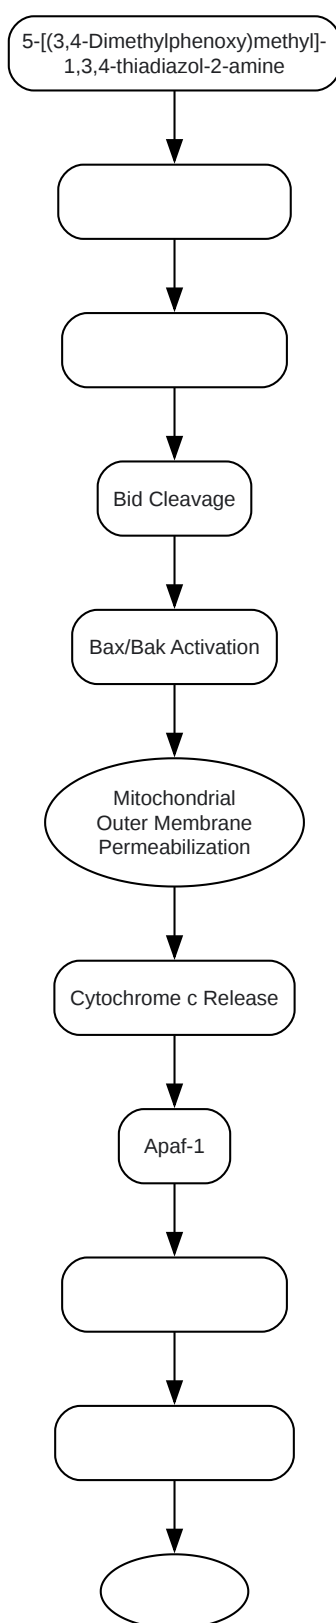 5-[(3,4-Dimethylphenoxy)methyl]-
1,3,4-thiadiazol-2-amine
Bid Cleavage
Bax/Bak Activation
Mitochondrial
Outer Membrane
Permeabilization
Cytochrome c Release
Apaf-1